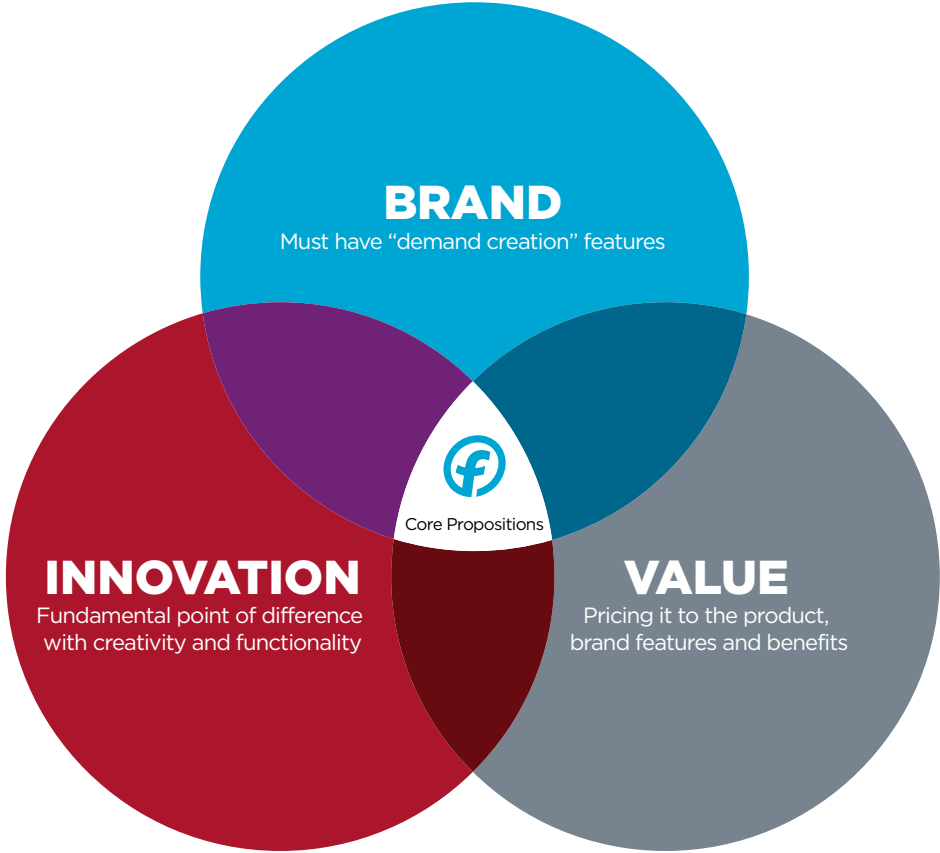 BRAND
Must have “demand creation” features
f
Core Propositions
INNOVATION
Fundamental point of difference
with creativity and functionality
VALUE
Pricing it to the product,
brand features and benefits